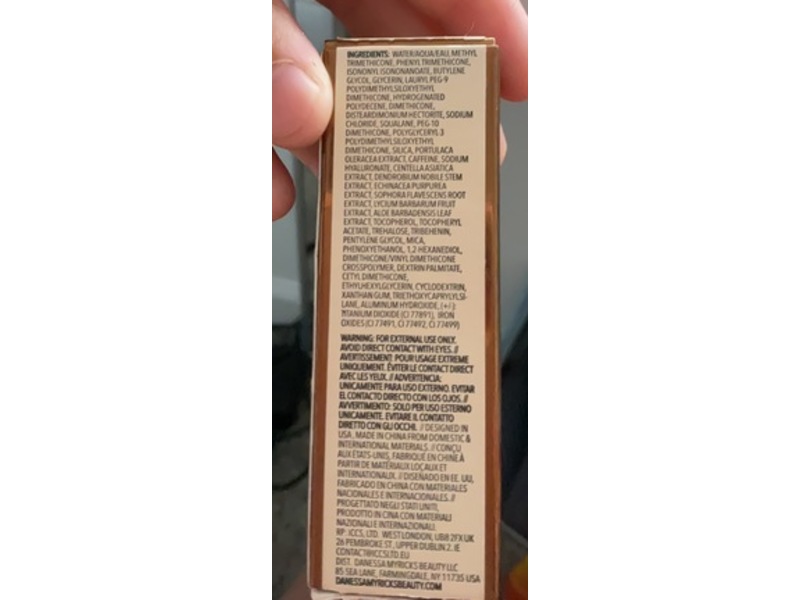 INGREDIENTS: WATER/AQUA/EAU, METHYL
TRIMETHICONE, PHENYL TRIMETHICONE,
ISONONYL ISONONANOATE, BUTYLENE
GLYCOL, GLYCERIN, LAURYL PEG-9
POLYDIMETHYLSILOXYETHYL
DIMETHICONE, HYDROGENATED
POLYDECENE, DIMETHICONE,
DISTEARDIMONIUM HECTORITE, SODIUM
CHLORIDE, SQUALANE, PEG-10
DIMETHICONE, POLYGLYCERYL-3
POLYDIMETHYLSILOXYETHYL
DIMETHICONE, SILICA, PORTULACA
OLERACEA EXTRACT, CAFFEINE, SODIUM
HYALURONATE, CENTELLA ASIATICA
EXTRACT, DENDROBIUM NOBILE STEM
EXTRACT, ECHINACEA PURPUREA
EXTRACT, SOPHORA FLAVESCENS ROOT
EXTRACT, LYCIUM BARBARUM FRUIT
EXTRACT, ALOE BARBADENSIS LEAF
EXTRACT, TOCOPHEROL, TOCOPHERYL
ACETATE, TREHALOSE, TRIBEHENIN,
PENTYLENE GLYCOL, MICA,
PHENOXYETHANOL, 1,2-HEXANEDIOL,
DIMETHICONE/VINYL DIMETHICONE
CROSSPOLYMER, DEXTRIN PALMITATE,
CETYL DIMETHICONE,
ETHYLHEXYLGLYCERIN, CYCLODEXTRIN,
XANTHAN GUM, TRIETHOXYCAPRYLYLSI-
LANE, ALUMINUM HYDROXIDE, (+/-):
TITANIUM DIOXIDE (CI 77891), IRON
OXIDES (CI 77491, CI 77492, CI 77499)
WARNING: FOR EXTERNAL USE ONLY.
AVOID DIRECT CONTACT WITH EYES. //
AVERTISSEMENT: POUR USAGE EXTREME
UNIQUEMENT. ÉVITER LE CONTACT DIRECT
AVEC LES YEUX. // ADVERTENCIA:
UNICAMENTE PARA USO EXTERNO. EVITAR
EL CONTACTO DIRECTO CON LOS OJOS. //
AVVERTIMENTO: SOLO PER USO ESTERNO
UNICAMENTE. EVITARE IL CONTATTO
DIRETTO CON GLI OCCHI. // DESIGNED IN
USA, MADE IN CHINA FROM DOMESTIC &
INTERNATIONAL MATERIALS. // CONÇU
AUX ÉTATS-UNIS, FABRIQUÉ EN CHINE À
PARTIR DE MATÉRIAUX LOCAUX ET
INTERNATIONAUX. // DISEÑADO EN EE. UU,
FABRICADO EN CHINA CON MATERIALES
NACIONALES E INTERNACIONALES. //
PROGETTATO NEGLI STATI UNITI,
PRODOTTO IN CINA CON MATERIALI
NAZIONALI E INTERNAZIONALI.
RP: ICCS, LTD. WEST LONDON, UB8 2FX UK
26 PEMBROKE ST., UPPER DUBLIN 2. IE
CONTACT@ICCSLTD.EU
DIST. DANESSA MYRICKS BEAUTY LLC
85 SEA LANE, FARMINGDALE, NY 11735 USA
DANESSAMYRICKSBEAUTY.COM